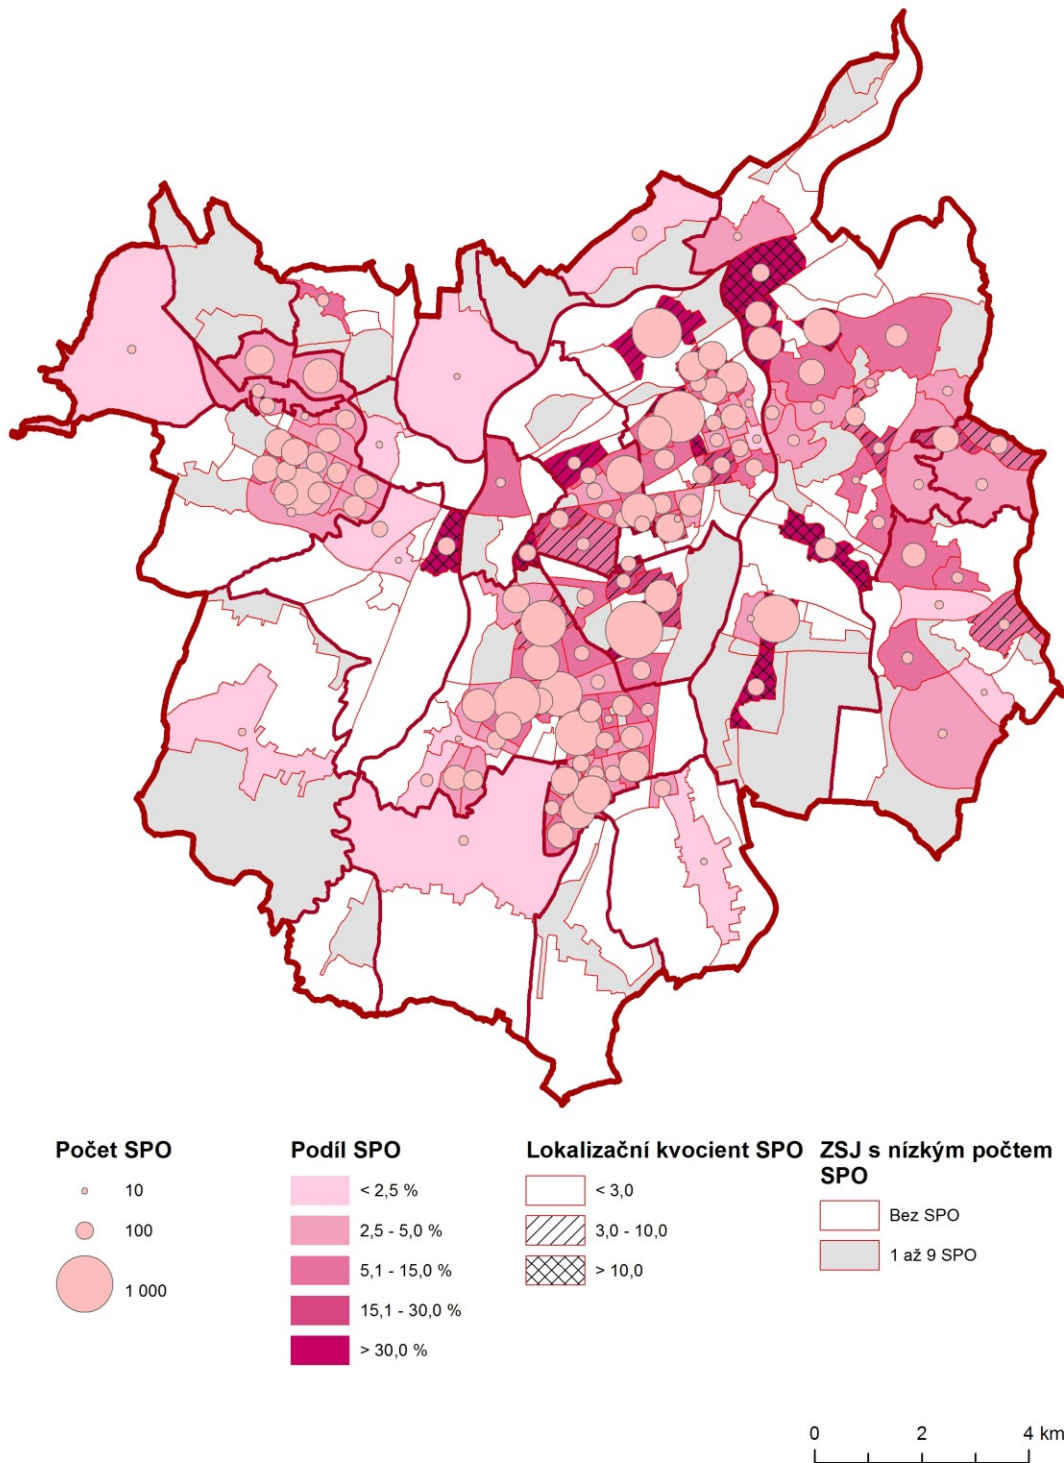 Počet SPO
10
100
1 000
Podíl SPO
< 2,5 %
2,5 - 5,0 %
5,1 - 15,0 %
15,1 - 30,0 %
> 30,0 %
Lokalizační kvocient SPO
< 3,0
3,0 - 10,0
> 10,0
ZSJ s nízkým počtem
SPO
Bez SPO
1 až 9 SPO
0 2 4 km